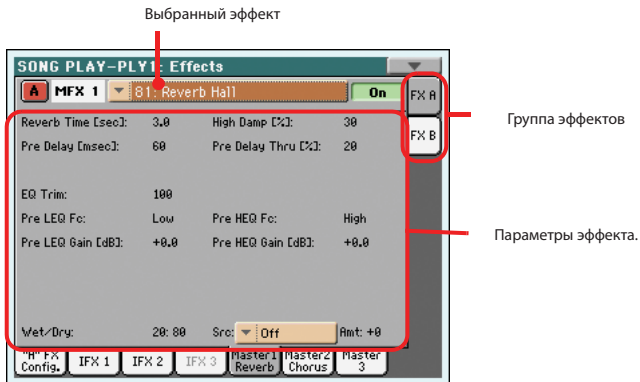 Выбранный эффект
SONG PLAY-PLY1: Effects
A MFX 1 81: Reverb Hall On
FX A
FX B
Группа эффектов
Reverb Time [sec]: 3.0 High Damp [%]: 30
Pre Delay [msec]: 60 Pre Delay Thru [%]: 20
EQ Trim: 100
Pre LEQ Fc: Low Pre HEQ Fc: High
Pre LEQ Gain [dB]: +0.0 Pre HEQ Gain [dB]: +0.0
Параметры эффекта.
Wet/Dry: 20: 80 Src: Off Amt: +0
"A" FX Config. IFX 1 IFX 2 IFX 3 Master1 Reverb Master2 Chorus Master 3